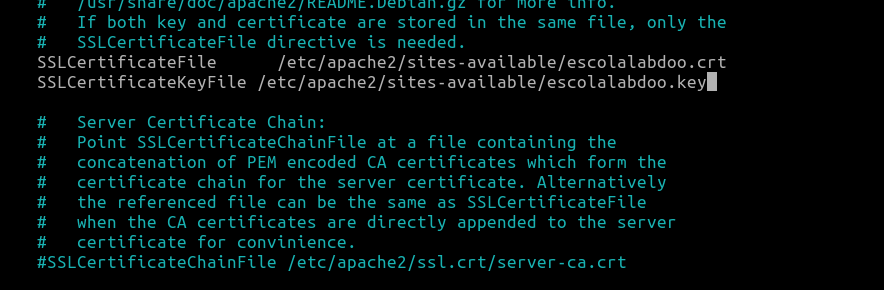 #   /usr/share/doc/apache2/README.Debian.gz for more info.
#   If both key and certificate are stored in the same file, only the
#   SSLCertificateFile directive is needed.
SSLCertificateFile      /etc/apache2/sites-available/escolalabdoo.crt
SSLCertificateKeyFile /etc/apache2/sites-available/escolalabdoo.key
#   Server Certificate Chain:
#   Point SSLCertificateChainFile at a file containing the
#   concatenation of PEM encoded CA certificates which form the
#   certificate chain for the server certificate. Alternatively
#   the referenced file can be the same as SSLCertificateFile
#   when the CA certificates are directly appended to the server
#   certificate for convinience.
#SSLCertificateChainFile /etc/apache2/ssl.crt/server-ca.crt